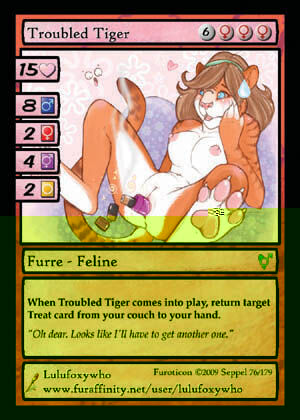 Troubled Tiger
6
15
8
2
4
2
Furre - Feline
When Troubled Tiger comes into play, return target
Treat card from your couch to your hand.
"Oh dear. Looks like I'll have to get another one."
Lulufoxywho
Furoticon ©2009 Seppel 76/179
www.furaffinity.net/user/lulufoxywho